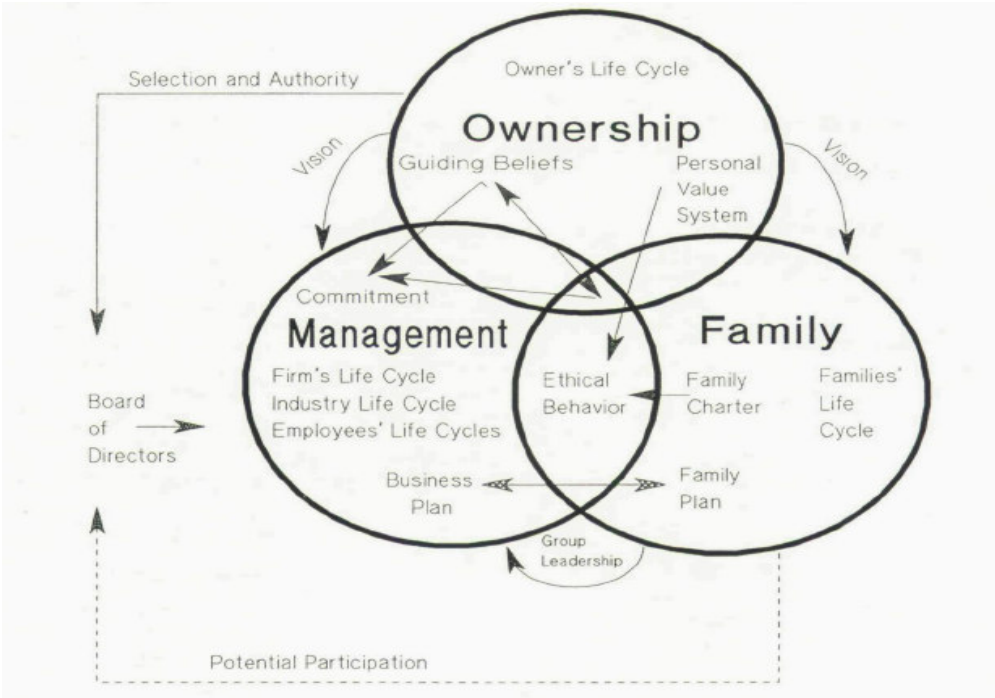 Selection and Authority
Owner's Life Cycle
Ownership
Vision
Vision
Guiding Beliefs
Personal
Value
System
Commitment
Management
Family
Firm's Life Cycle
Industry Life Cycle
Employees' Life Cycles
Ethical
Behavior
Family
Charter
Families'
Life
Cycle
Board
of
Directors
Business
Plan
Family
Plan
Group
Leadership
Potential Participation